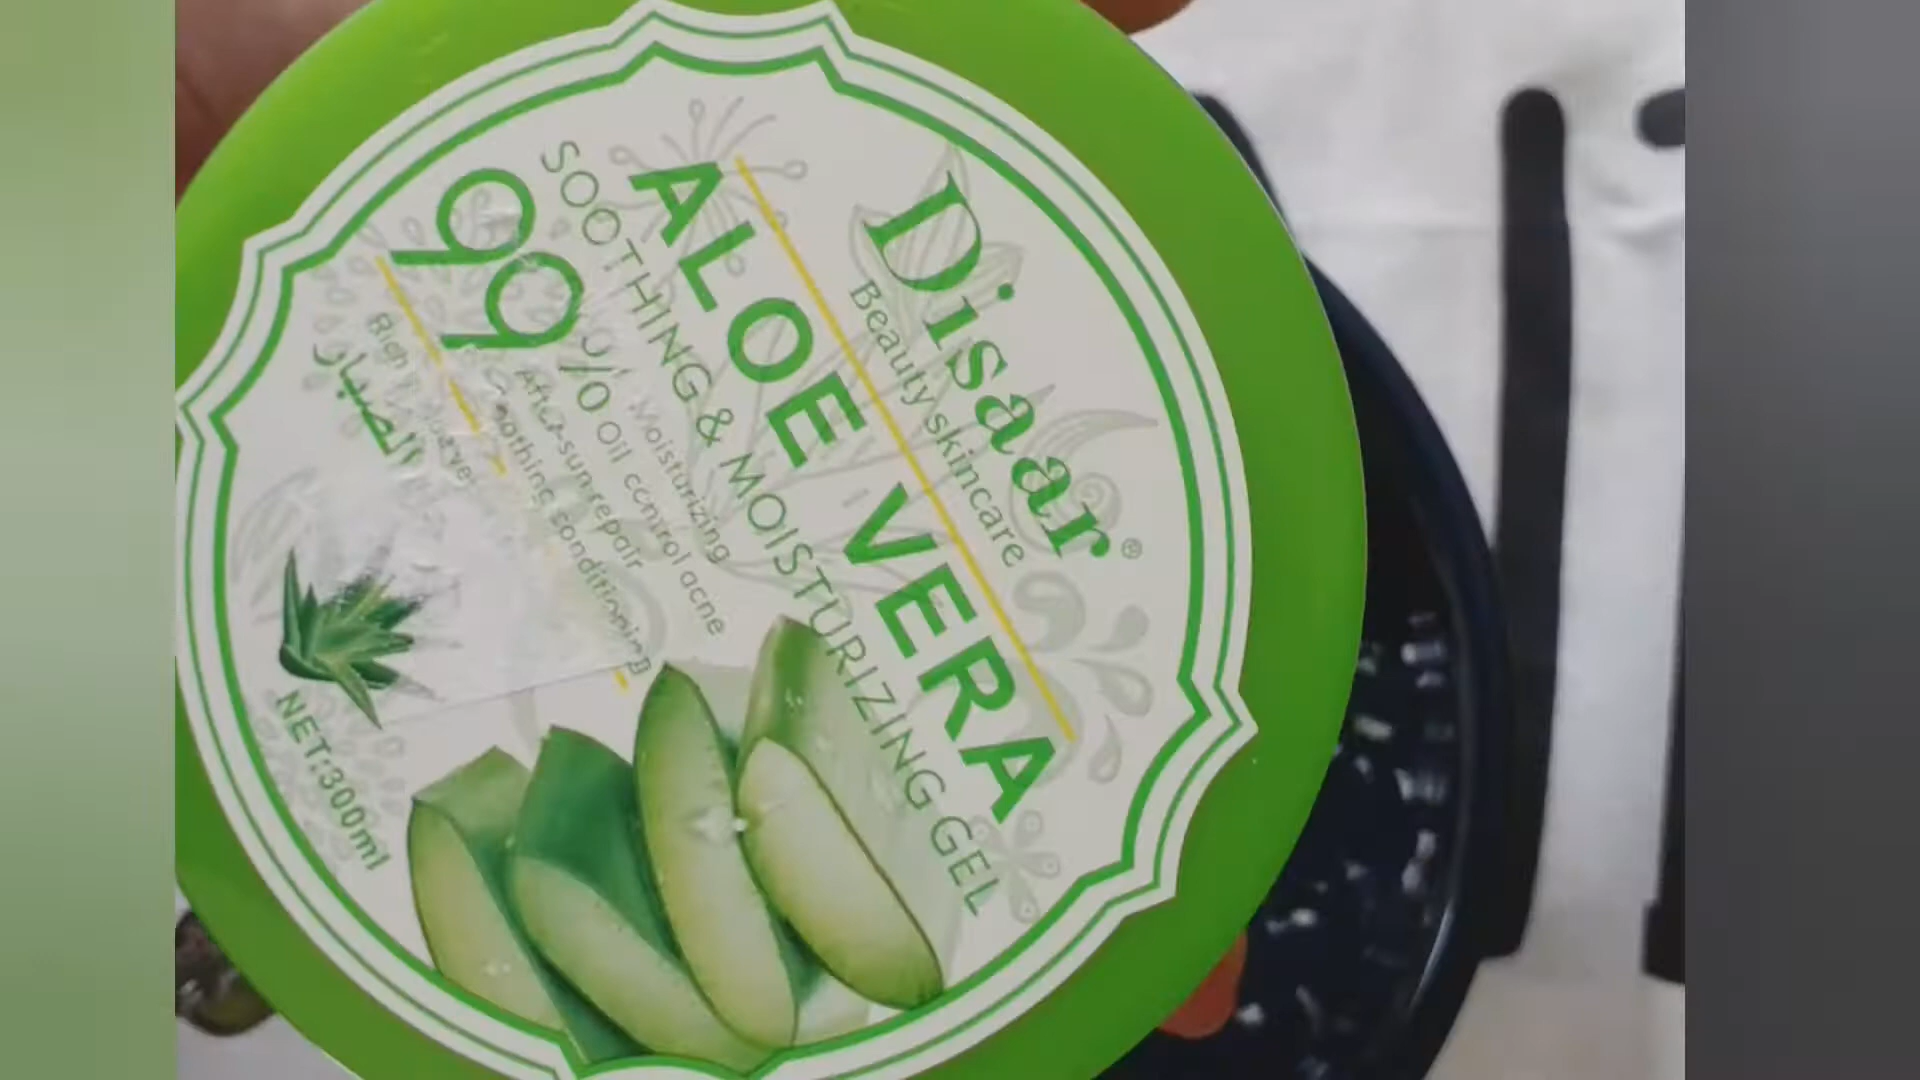 Disaar®
Beauty skincare
ALOE VERA
SOOTHING & MOISTURIZING GEL
99%
Moisturizing
Oil control acne
After-sun repair
Soothing conditioning
Rich
الصبار
NET:300ml